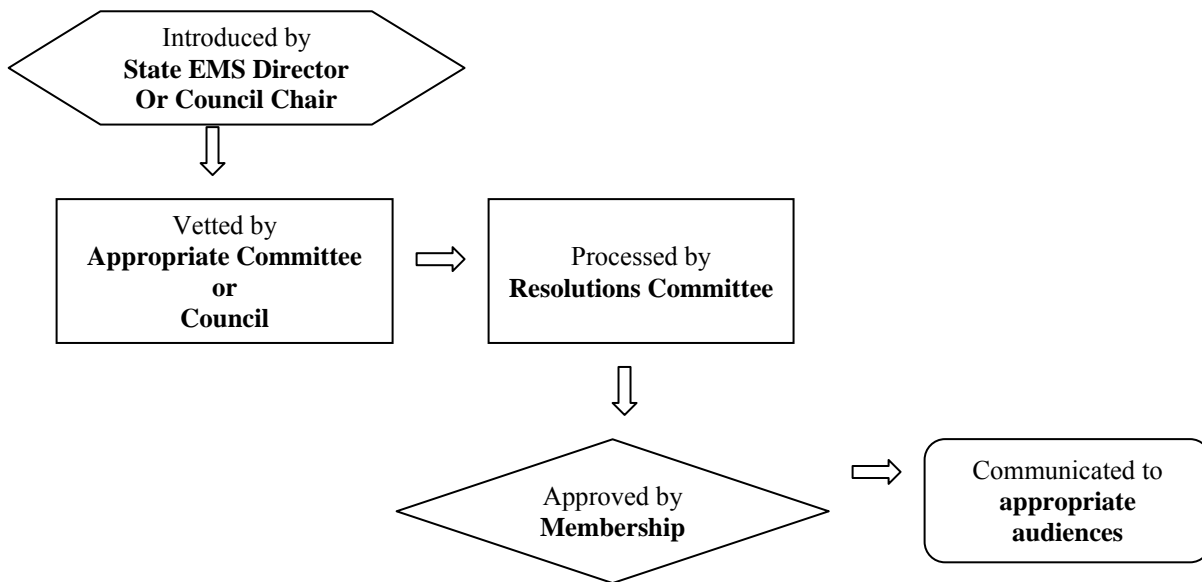 Introduced by
State EMS Director
Or Council Chair
Vetted by
Appropriate Committee
or
Council
Processed by
Resolutions Committee
Approved by
Membership
Communicated to
appropriate
audiences